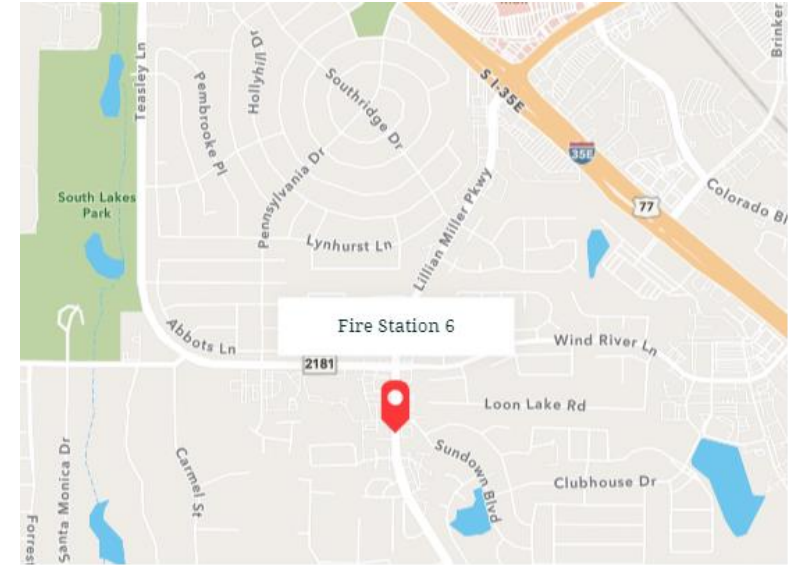 Mall
Brinker
Teasley Ln
Hollyhill Dr
Pembrooke Pl
Southridge Dr
S I-35E
35E
Pennsylvania Dr
77
Colorado Bl
South Lakes
Park
Lynhurst Ln
Lillian Miller Pkwy
Abbots Ln
Fire Station 6
Wind River Ln
2181
Loon Lake Rd
Sundown Blvd
Carmel St
Santa Monica Dr
Clubhouse Dr
Forres